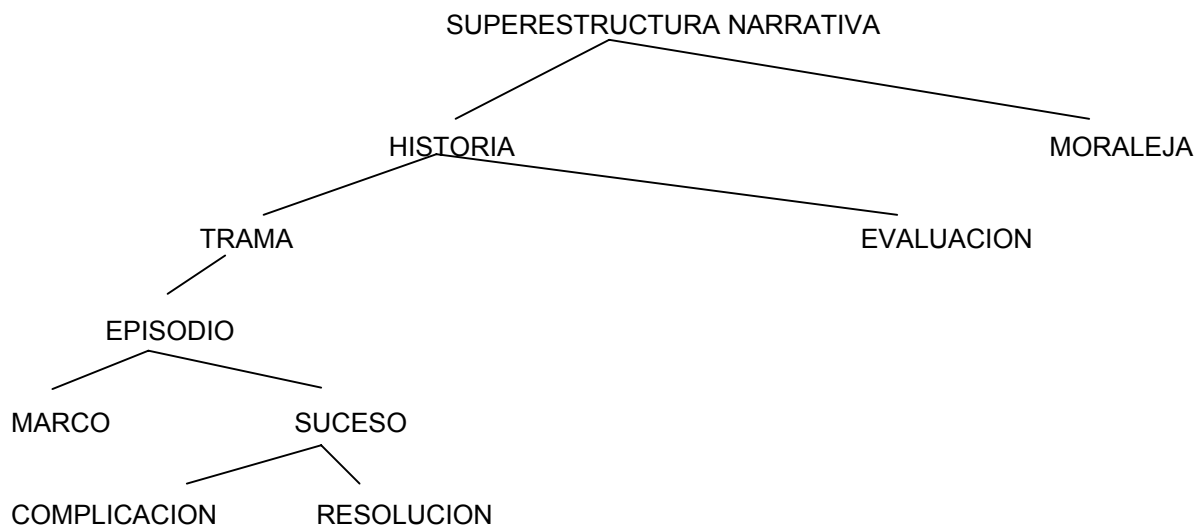 SUPERESTRUCTURA NARRATIVA
HISTORIA MORALEJA
TRAMA EVALUACION
EPISODIO
MARCO SUCESO
COMPLICACION RESOLUCION